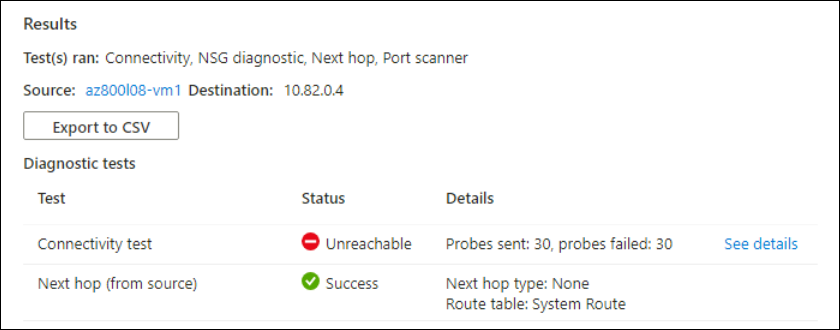 Results
Test(s) ran: Connectivity, NSG diagnostic, Next hop, Port scanner
Source: az800l08-vm1 Destination: 10.82.0.4
Export to CSV
Diagnostic tests
Test Status Details
Connectivity test Unreachable Probes sent: 30, probes failed: 30 See details
Next hop (from source) Success Next hop type: None
Route table: System Route